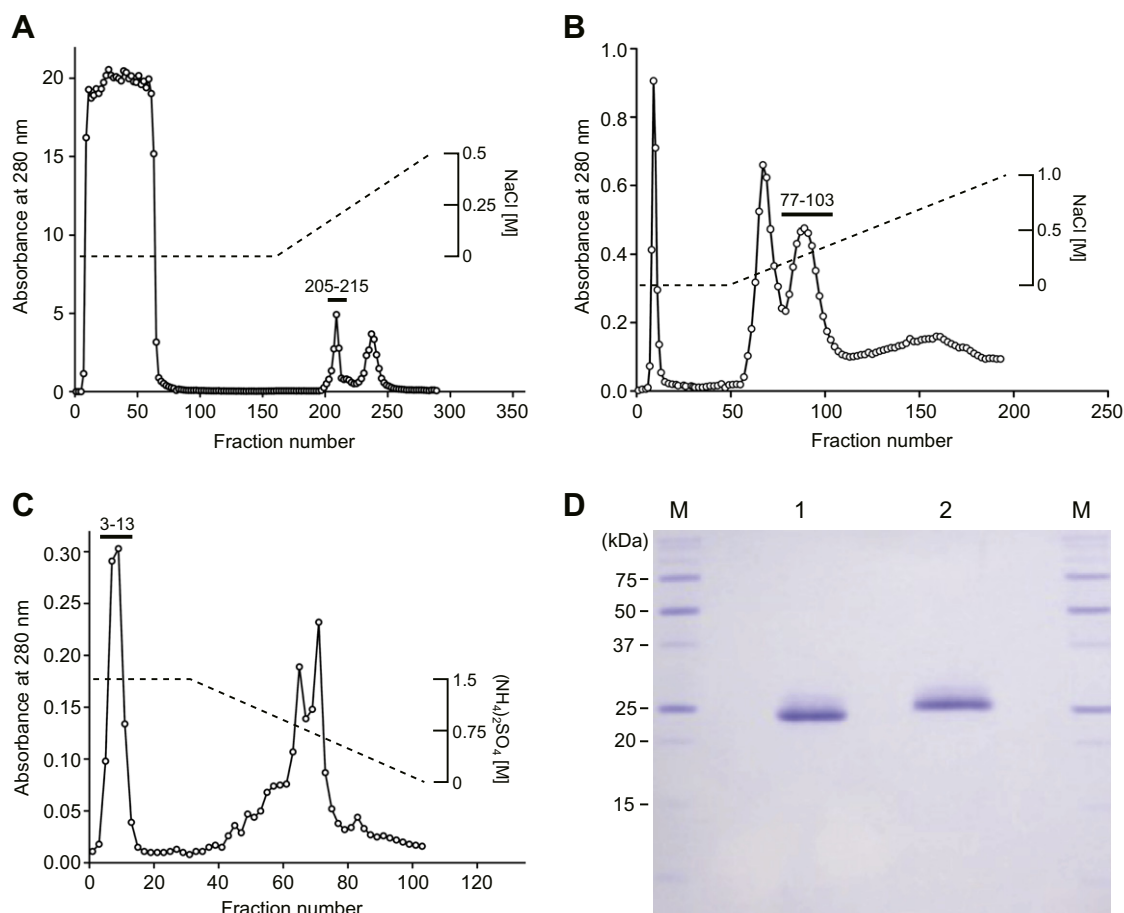 A
B
Absorbance at 280 nm
20
15
10
5
0
0 50 100 150 200 250 300 350
Fraction number
205-215
0.5
0.25
0
NaCl [M]
Absorbance at 280 nm
1.0
0.8
0.6
0.4
0.2
0.0
0 50 100 150 200 250
Fraction number
77-103
1.0
0.5
0
NaCl [M]
C
D
Absorbance at 280 nm
0.30
0.25
0.20
0.15
0.10
0.05
0.00
0 20 40 60 80 100 120
Fraction number
3-13
1.5
0.75
0
(NH4)2SO4 [M]
M 1 2 M
(kDa)
75
50
37
25
20
15